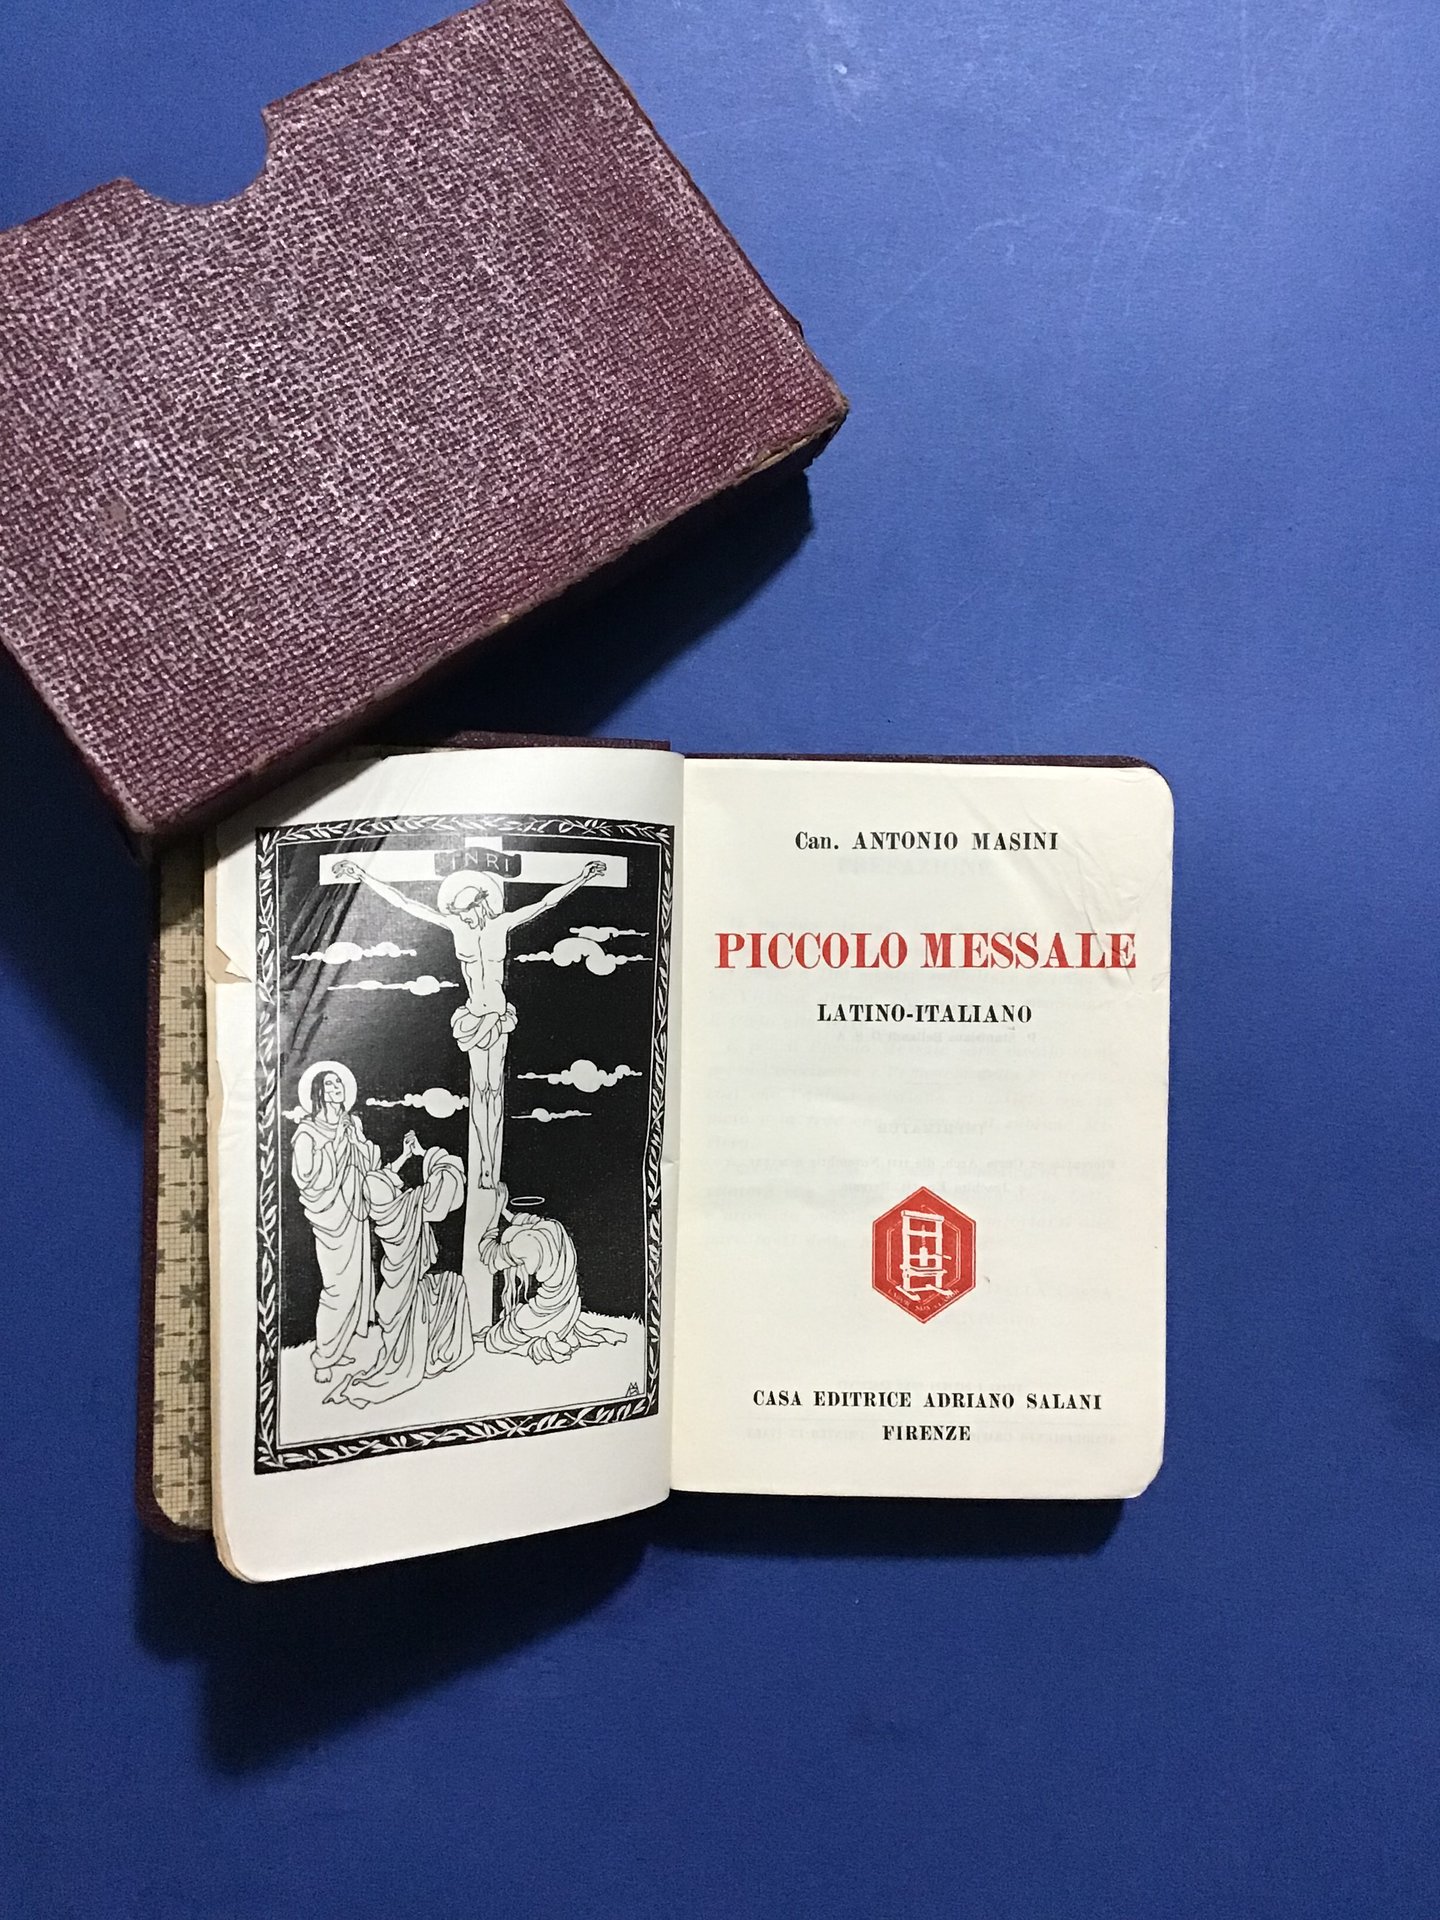 INRI
Can. ANTONIO MASINI
PICCOLO MESSALE
LATINO-ITALIANO
CASA EDITRICE ADRIANO SALANI
FIRENZE